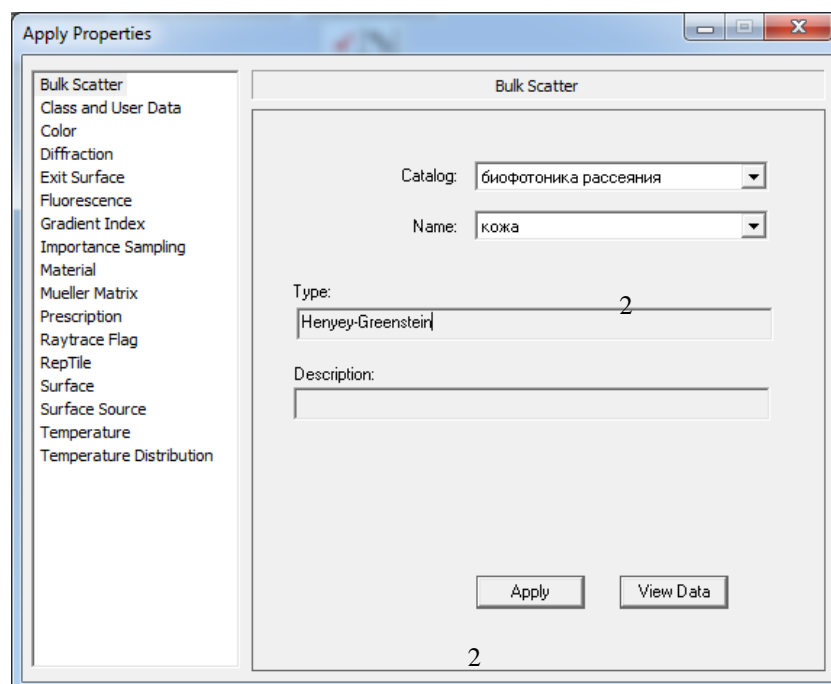 Apply Properties
Bulk Scatter
Class and User Data
Color
Diffraction
Exit Surface
Fluorescence
Gradient Index
Importance Sampling
Material
Mueller Matrix
Prescription
Raytrace Flag
RepTile
Surface
Surface Source
Temperature
Temperature Distribution
Bulk Scatter
Catalog: биофотоника рассеяния
Name: кожа
Type:
2
Henyey-Greenstein
Description:
Apply View Data
2